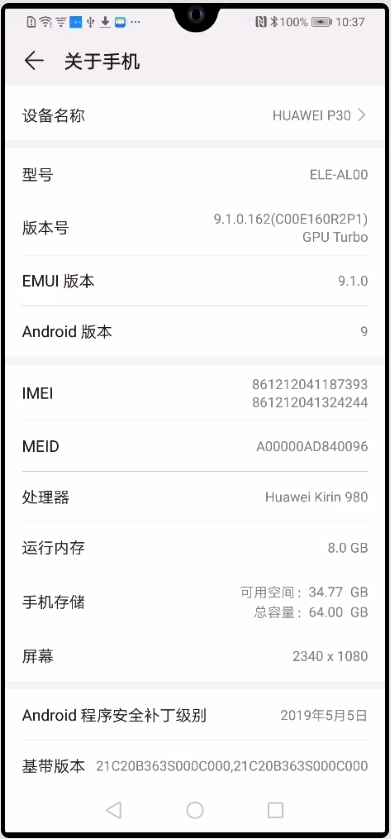 100% 10:37
关于手机
设备名称 HUAWEI P30
型号 ELE-AL00
版本号 9.1.0.162(C00E160R2P1)
GPU Turbo
EMUI 版本 9.1.0
Android 版本 9
IMEI 861212041187393
861212041324244
MEID A00000AD840096
处理器 Huawei Kirin 980
运行内存 8.0 GB
手机存储 可用空间：34.77 GB
总容量：64.00 GB
屏幕 2340 x 1080
Android 程序安全补丁级别 2019年5月5日
基带版本 21C20B363S000C000,21C20B363S000C000